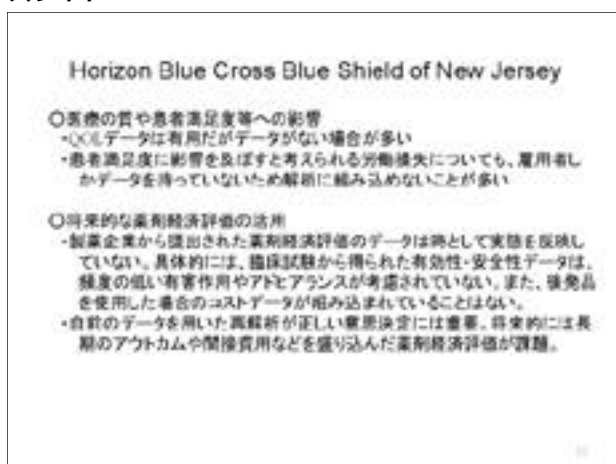 Horizon Blue Cross Blue Shield of New Jersey
○医療の質や患者満足度等への影響
・QOLデータは有用だがデータがない場合が多い
・患者満足度に影響を及ぼすと考えられる労働損失についても、雇用者し
かデータを持っていないため解析に組み込めないことが多い
○将来的な薬剤経済評価の活用
・製薬企業から提出された薬剤経済評価のデータは時として実態を反映し
ていない。具体的には、臨床試験から得られた有効性・安全性データは、
頻度の低い有害作用やアドヒアランスが考慮されていない。また、後発品
を使用した場合のコストデータが組み込まれていることはない。
・自前のデータを用いた再解析が正しい意思決定には重要。将来的には長
期のアウトカムや間接費用などを盛り込んだ薬剤経済評価が課題。